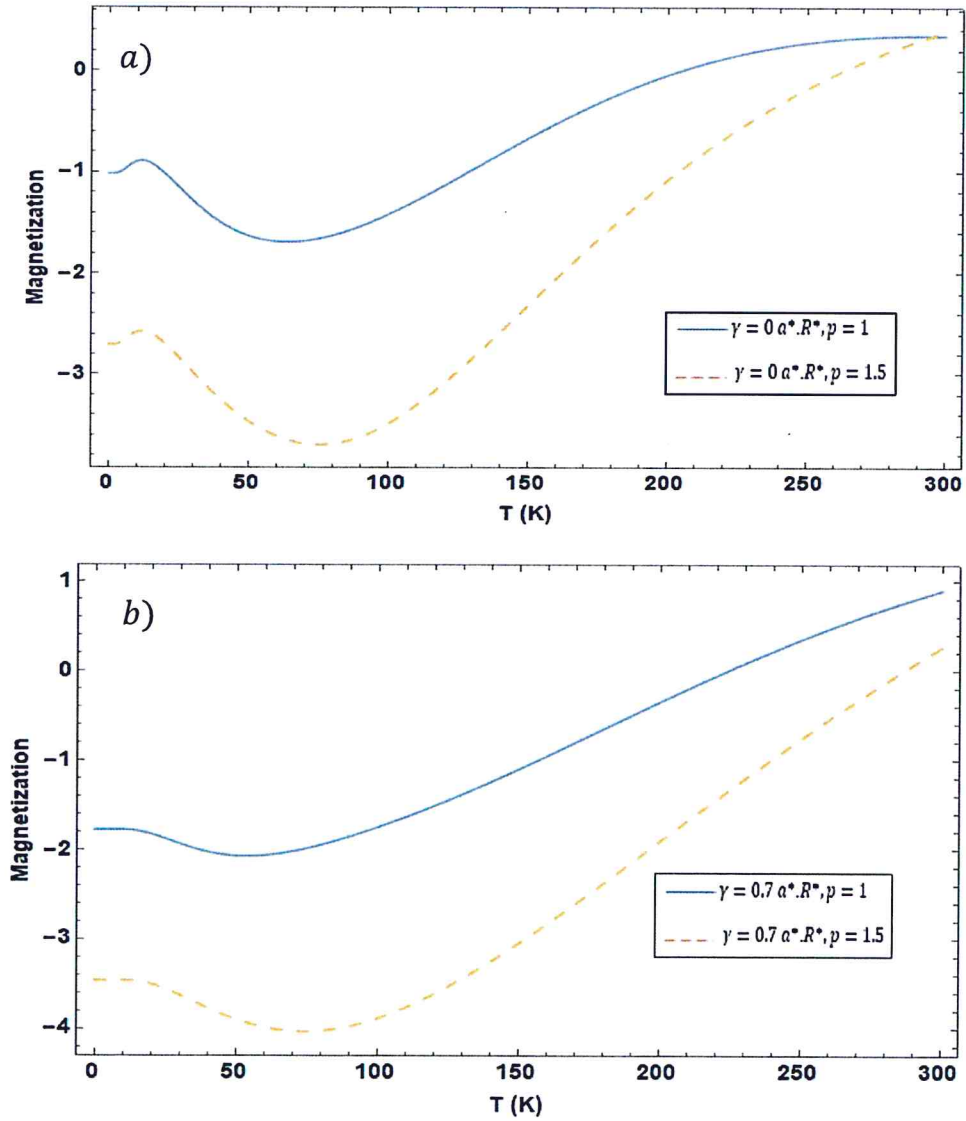 a)
0
−1
−2
−3
Magnetization
γ = 0 a*.R*, p = 1
γ = 0 a*.R*, p = 1.5
0 50 100 150 200 250 300
T (K)
b)
1
0
−1
−2
−3
−4
Magnetization
γ = 0.7 a*.R*, p = 1
γ = 0.7 a*.R*, p = 1.5
0 50 100 150 200 250 300
T (K)